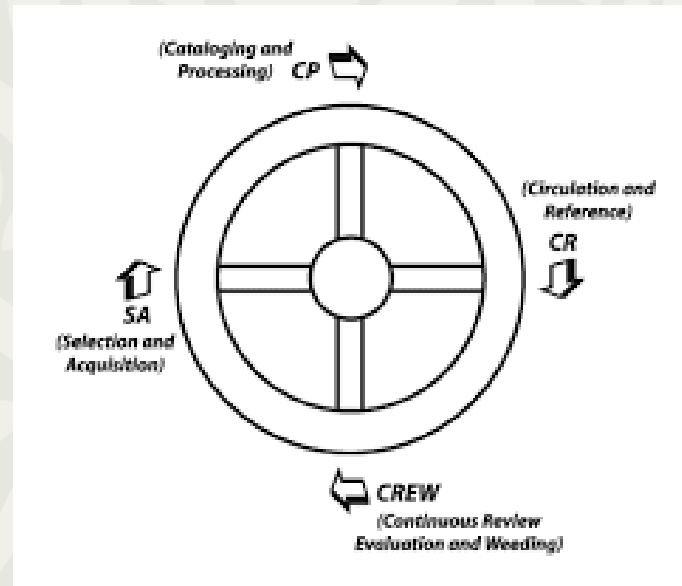 (Cataloging and
Processing) CP
(Circulation and
Reference)
CR
SA
(Selection and
Acquisition)
CREW
(Continuous Review
Evaluation and Weeding)